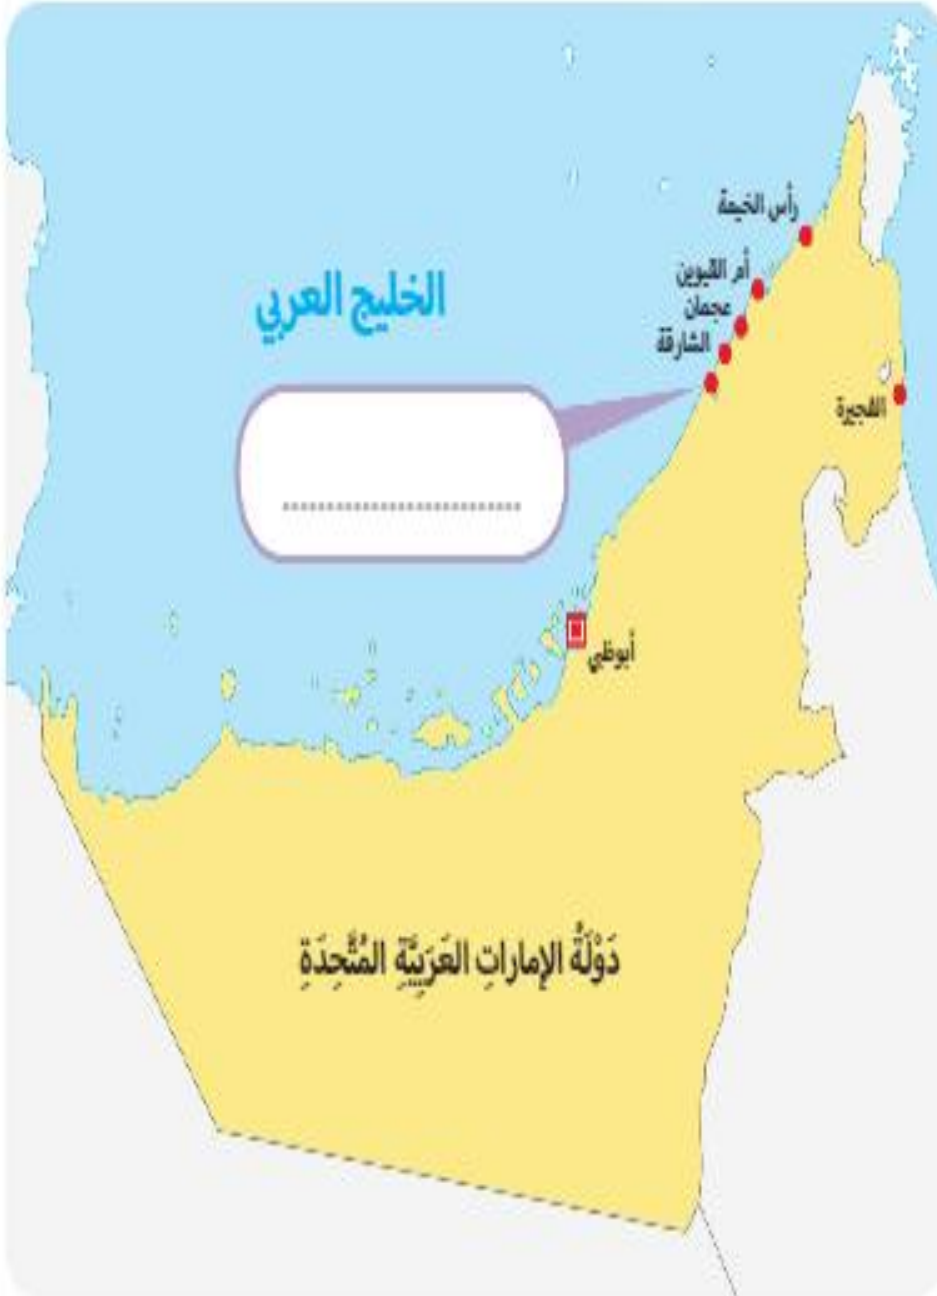 رأس الخيمة
أم القيوين
عجمان
الشارقة
الخليج العربي
الفجيرة
........................
أبوظبي
دَوْلَةُ الإماراتِ العَرَبِيَّةِ المُتَّحِدَةِ